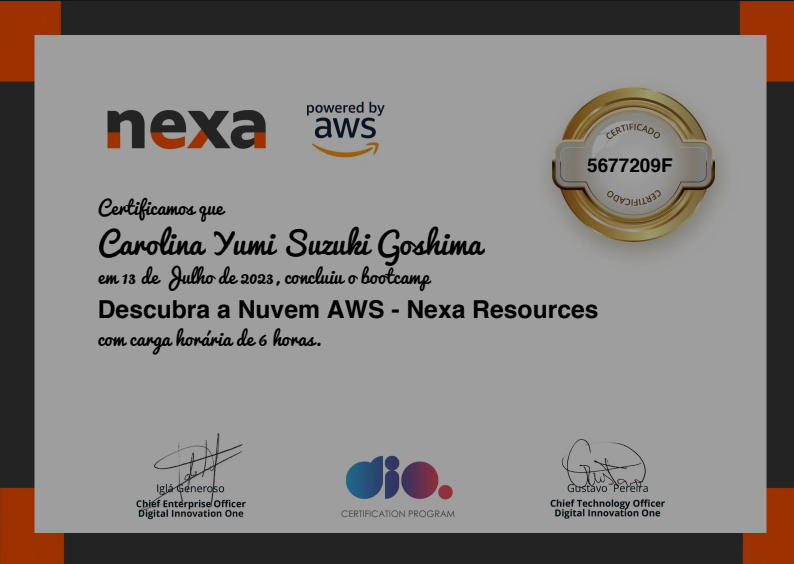 nexa
powered by
aws
CERTIFICADO
5677209F
CERTIFICADO
Certificamos que
Carolina Yumi Suzuki Goshima
em 13 de Julho de 2023, concluiu o bootcamp
Descubra a Nuvem AWS - Nexa Resources
com carga horária de 6 horas.
Iglá Generoso
Chief Enterprise Officer
Digital Innovation One
dio.
CERTIFICATION PROGRAM
Gustavo Pereira
Chief Technology Officer
Digital Innovation One